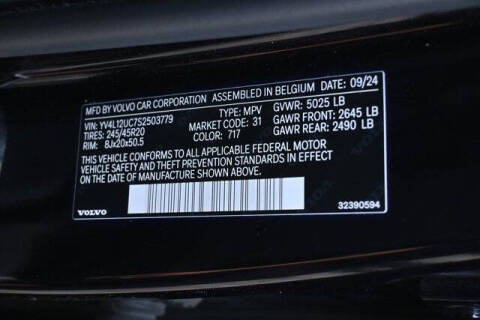 MFD BY VOLVO CAR CORPORATION ASSEMBLED IN BELGIUM DATE: 09/24
VIN: YV4L12UC7S2503779 TYPE: MPV GVWR: 5025 LB
TIRES: 245/45R20 MARKET CODE: 31 GAWR FRONT: 2645 LB
RIM: 8Jx20x50.5 COLOR: 717 GAWR REAR: 2490 LB
THIS VEHICLE CONFORMS TO ALL APPLICABLE FEDERAL MOTOR
VEHICLE SAFETY AND THEFT PREVENTION STANDARDS IN EFFECT
ON THE DATE OF MANUFACTURE SHOWN ABOVE.
VOLVO 32390594